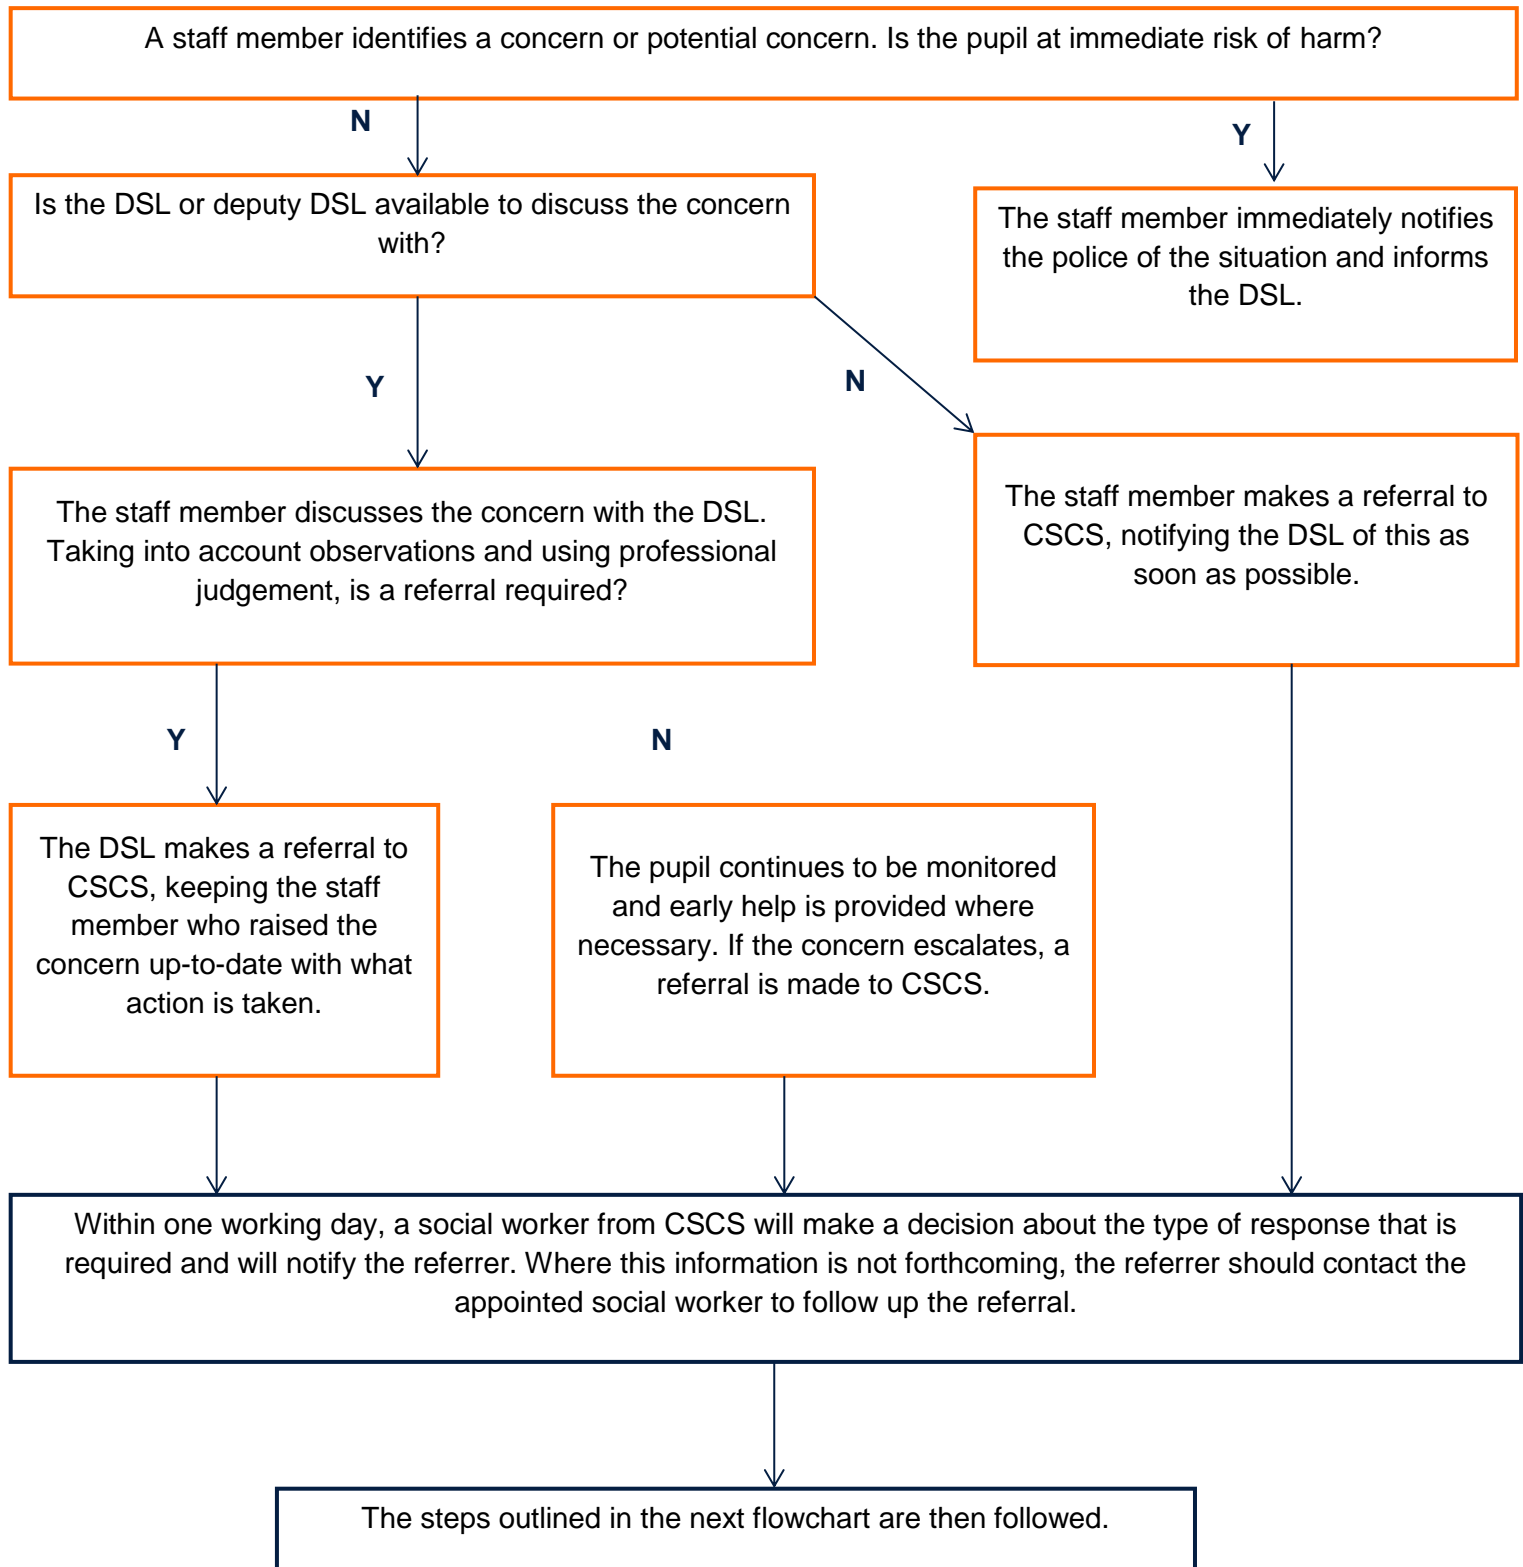 A staff member identifies a concern or potential concern. Is the pupil at immediate risk of harm?
N
Y
Is the DSL or deputy DSL available to discuss the concern
with?
The staff member immediately notifies
the police of the situation and informs
the DSL.
Y
N
The staff member discusses the concern with the DSL.
Taking into account observations and using professional
judgement, is a referral required?
The staff member makes a referral to
CSCS, notifying the DSL of this as
soon as possible.
Y
N
The DSL makes a referral to
CSCS, keeping the staff
member who raised the
concern up-to-date with what
action is taken.
The pupil continues to be monitored
and early help is provided where
necessary. If the concern escalates, a
referral is made to CSCS.
Within one working day, a social worker from CSCS will make a decision about the type of response that is
required and will notify the referrer. Where this information is not forthcoming, the referrer should contact the
appointed social worker to follow up the referral.
The steps outlined in the next flowchart are then followed.